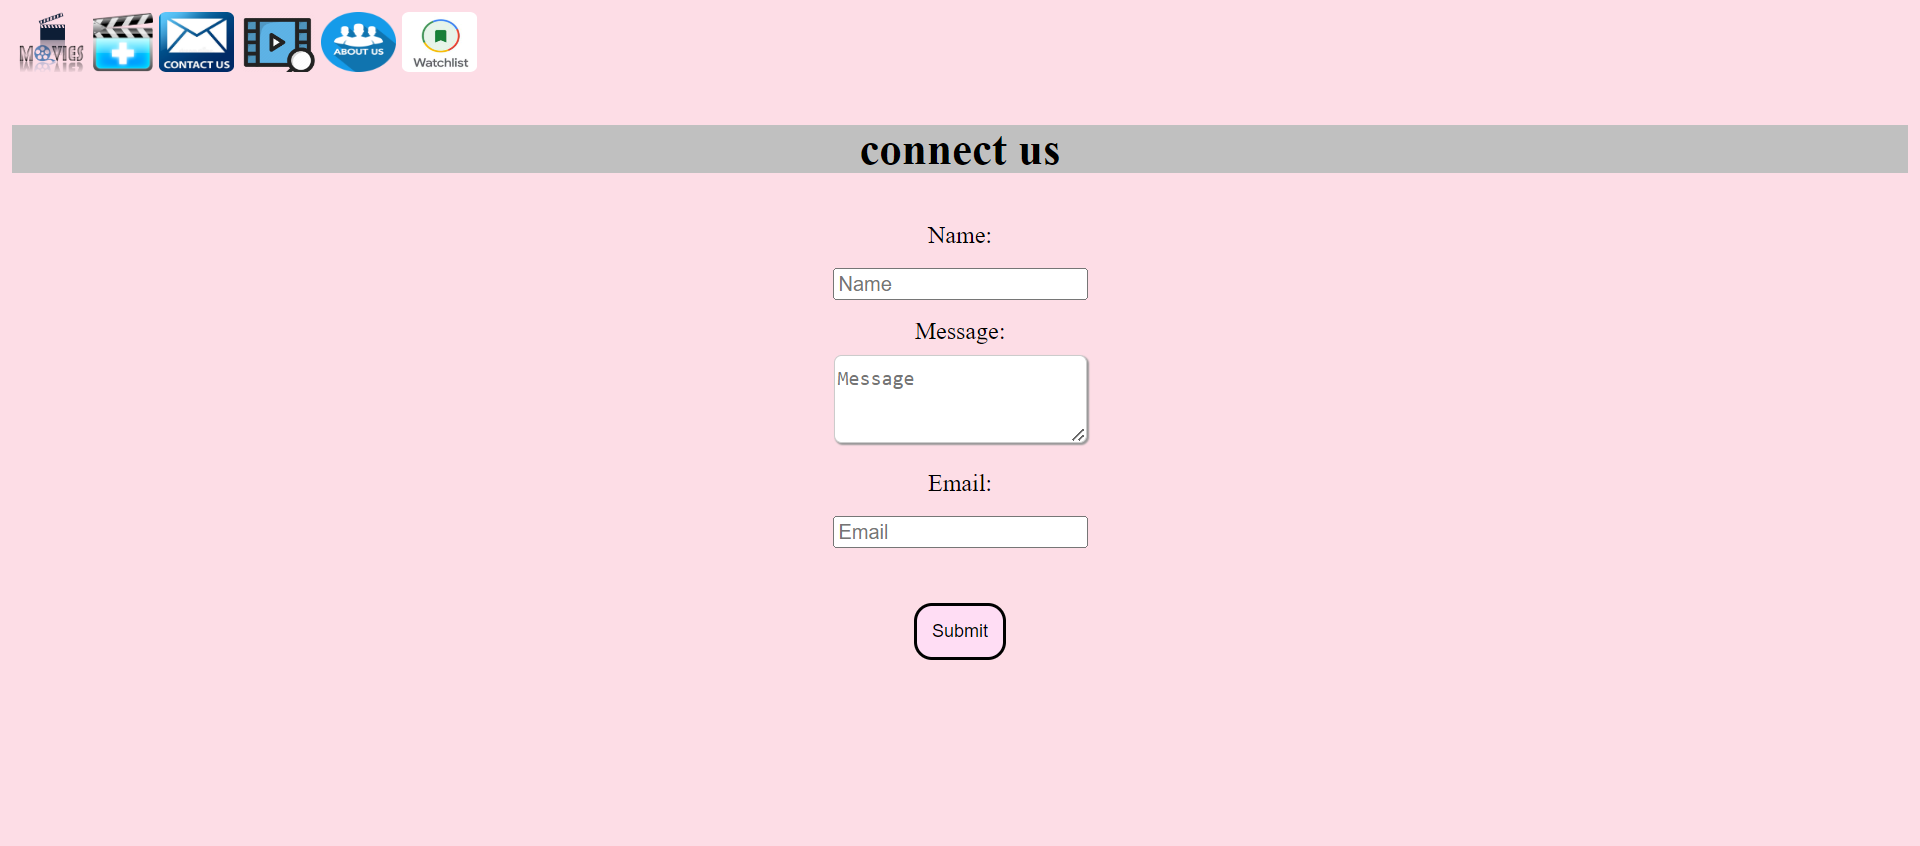 MOVIES
CONTACT US
ABOUT US
Watchlist
connect us
Name:
Name
Message:
Message
Email:
Email
Submit